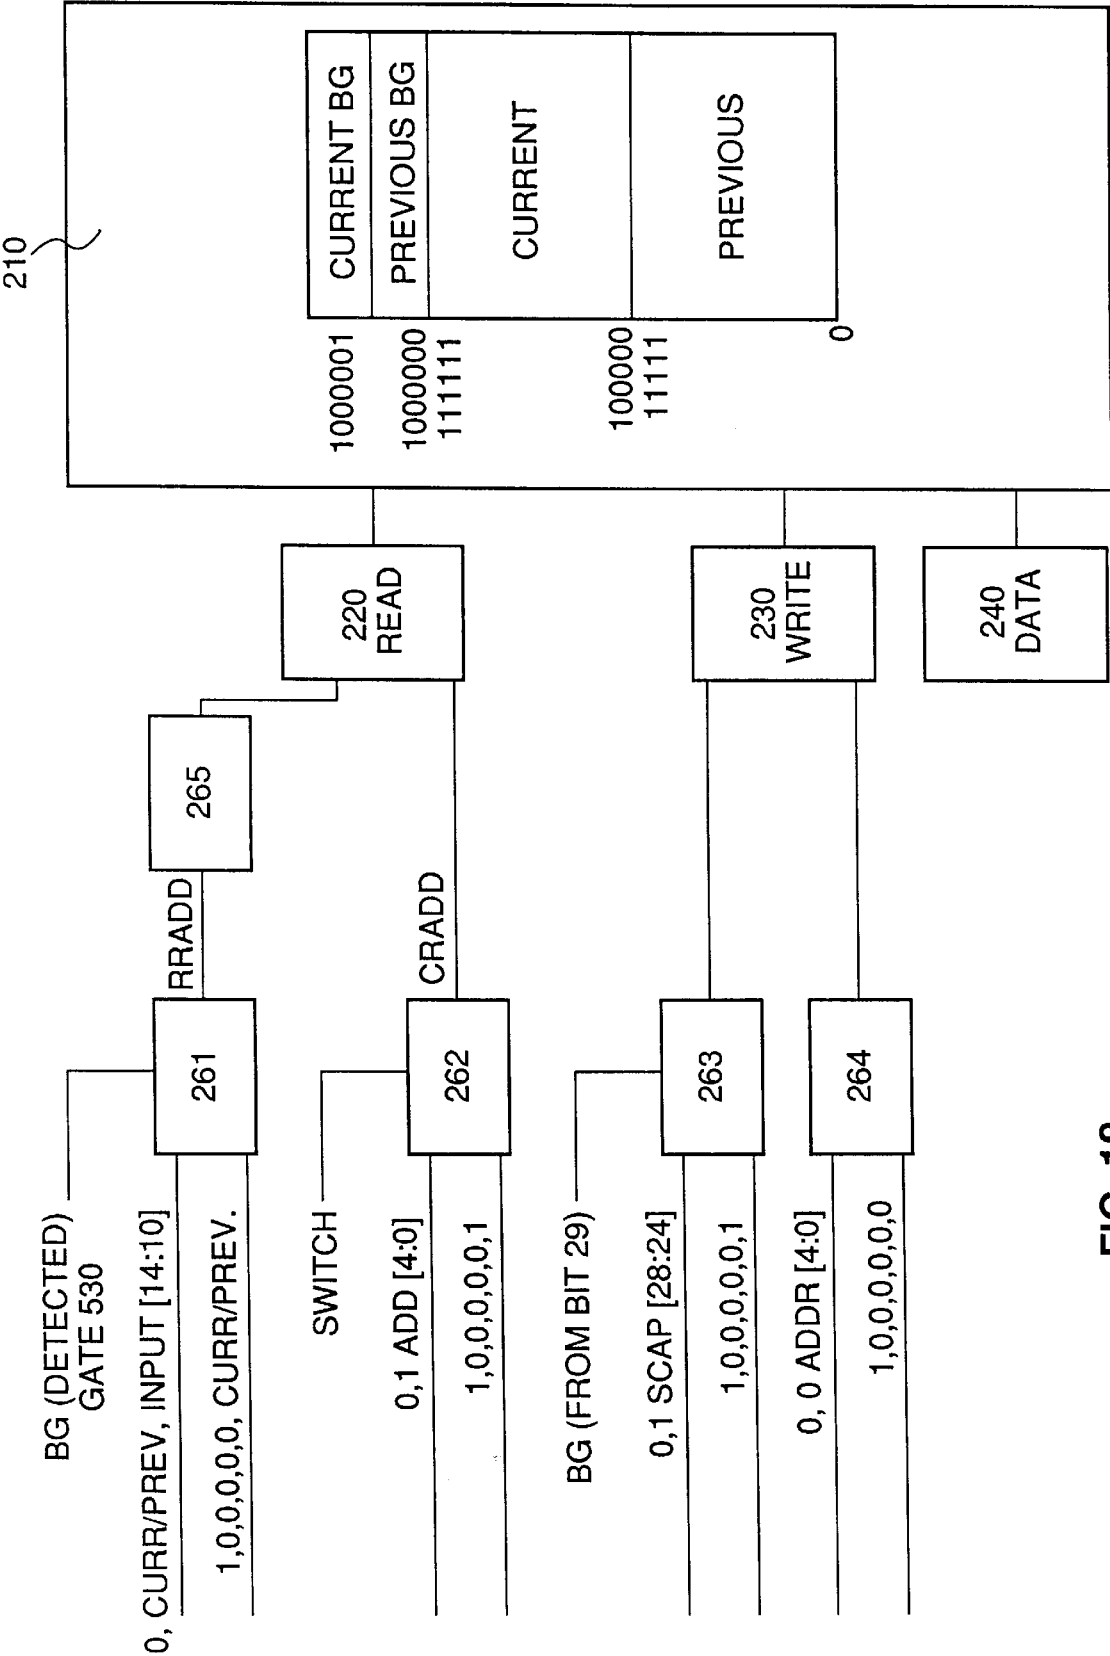 210
CURRENT BG
PREVIOUS BG
CURRENT
PREVIOUS
1000001
1000000
111111
100000
11111
0
220
READ
230
WRITE
240
DATA
265
RRADD
CRADD
261
262
263
264
BG (DETECTED)
GATE 530
0, CURR/PREV, INPUT [14:10]
1,0,0,0,0,0, CURR/PREV.
SWITCH
0,1 ADD [4:0]
1,0,0,0,0,0,1
BG (FROM BIT 29)
0,1 SCAP [28:24]
1,0,0,0,0,0,1
0, 0 ADDR [4:0]
1,0,0,0,0,0,0
FIG.